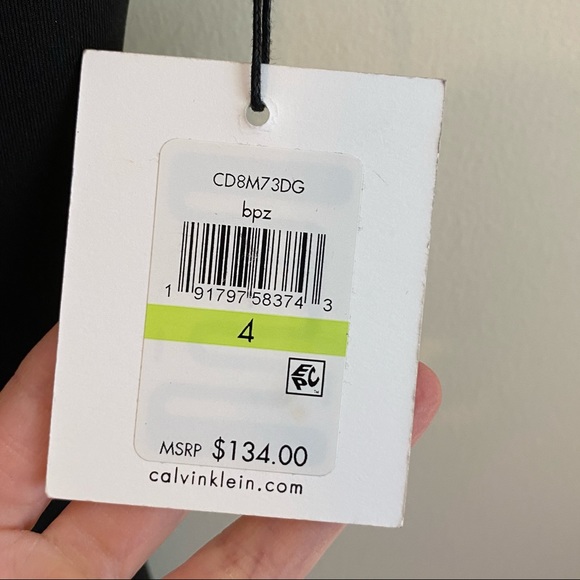 CD8M73DG
bpz
1 91797 58374 3
4
EPC
MSRP $134.00
calvinklein.com